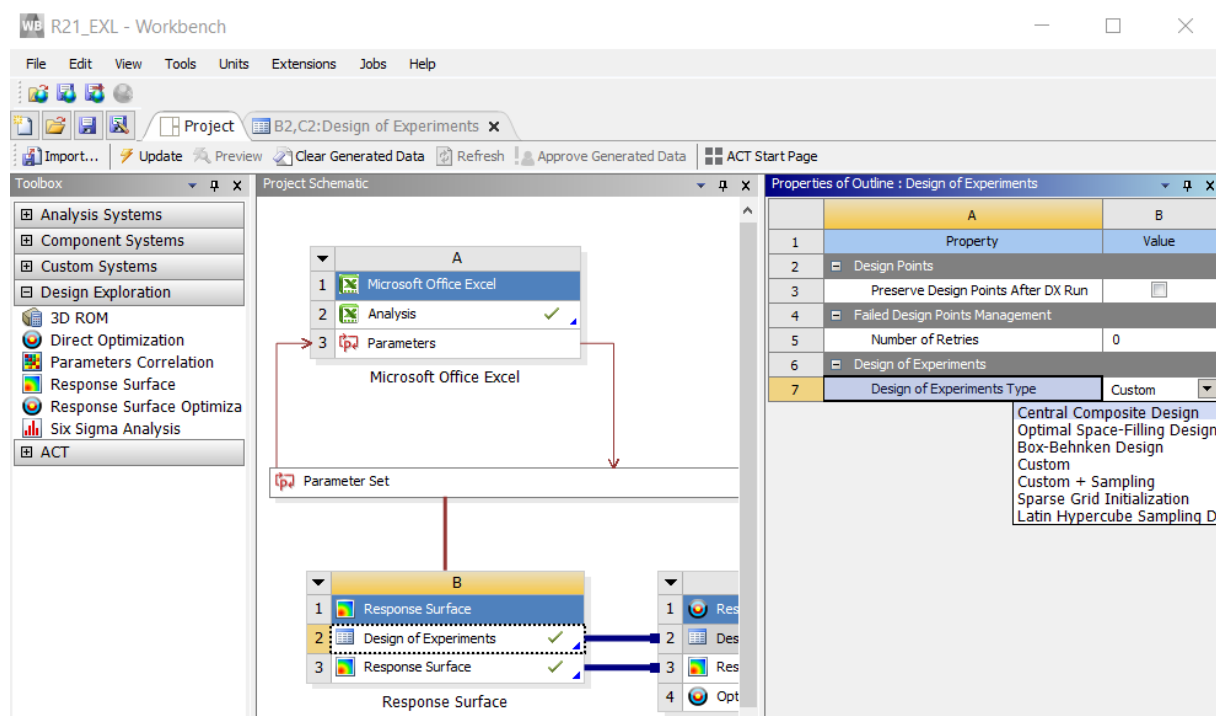 WB R21_EXL - Workbench
File Edit View Tools Units Extensions Jobs Help
Project B2,C2:Design of Experiments
Import... Update Preview Clear Generated Data Refresh Approve Generated Data ACT Start Page
Toolbox
Analysis Systems
Component Systems
Custom Systems
Design Exploration
3D ROM
Direct Optimization
Parameters Correlation
Response Surface
Response Surface Optimiza
Six Sigma Analysis
ACT
Project Schematic
A
1 Microsoft Office Excel
2 Analysis
3 Parameters
Microsoft Office Excel
Parameter Set
B
1 Response Surface
2 Design of Experiments
3 Response Surface
Response Surface
1 Res
2 Des
3 Res
4 Opt
Properties of Outline : Design of Experiments
A B
1 Property Value
2 Design Points
3 Preserve Design Points After DX Run
4 Failed Design Points Management
5 Number of Retries 0
6 Design of Experiments
7 Design of Experiments Type Custom
Central Composite Design
Optimal Space-Filling Design
Box-Behnken Design
Custom
Custom + Sampling
Sparse Grid Initialization
Latin Hypercube Sampling D